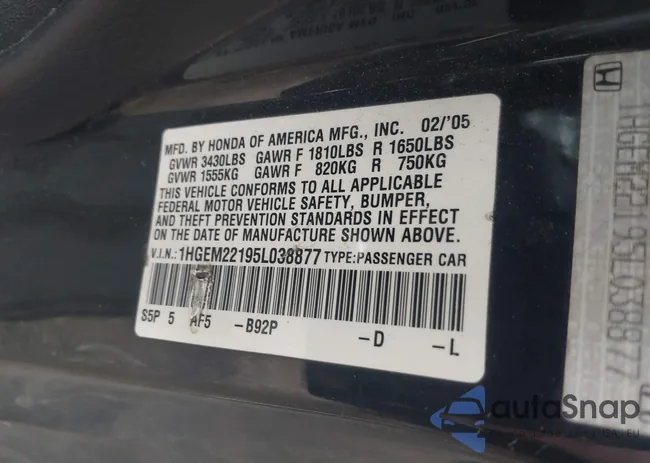 MFD. BY HONDA OF AMERICA MFG., INC. 02/'05
GVWR 3430LBS GAWR F 1810LBS R 1650LBS
GVWR 1555KG GAWR F 820KG R 750KG
THIS VEHICLE CONFORMS TO ALL APPLICABLE
FEDERAL MOTOR VEHICLE SAFETY, BUMPER,
AND THEFT PREVENTION STANDARDS IN EFFECT
ON THE DATE OF MANUFACTURE SHOWN ABOVE.
V.I.N.: 1HGEM22195L038877 TYPE: PASSENGER CAR
S5P 5 AF5 -B92P -D -L
1HGEM22195L038877
autoSnap